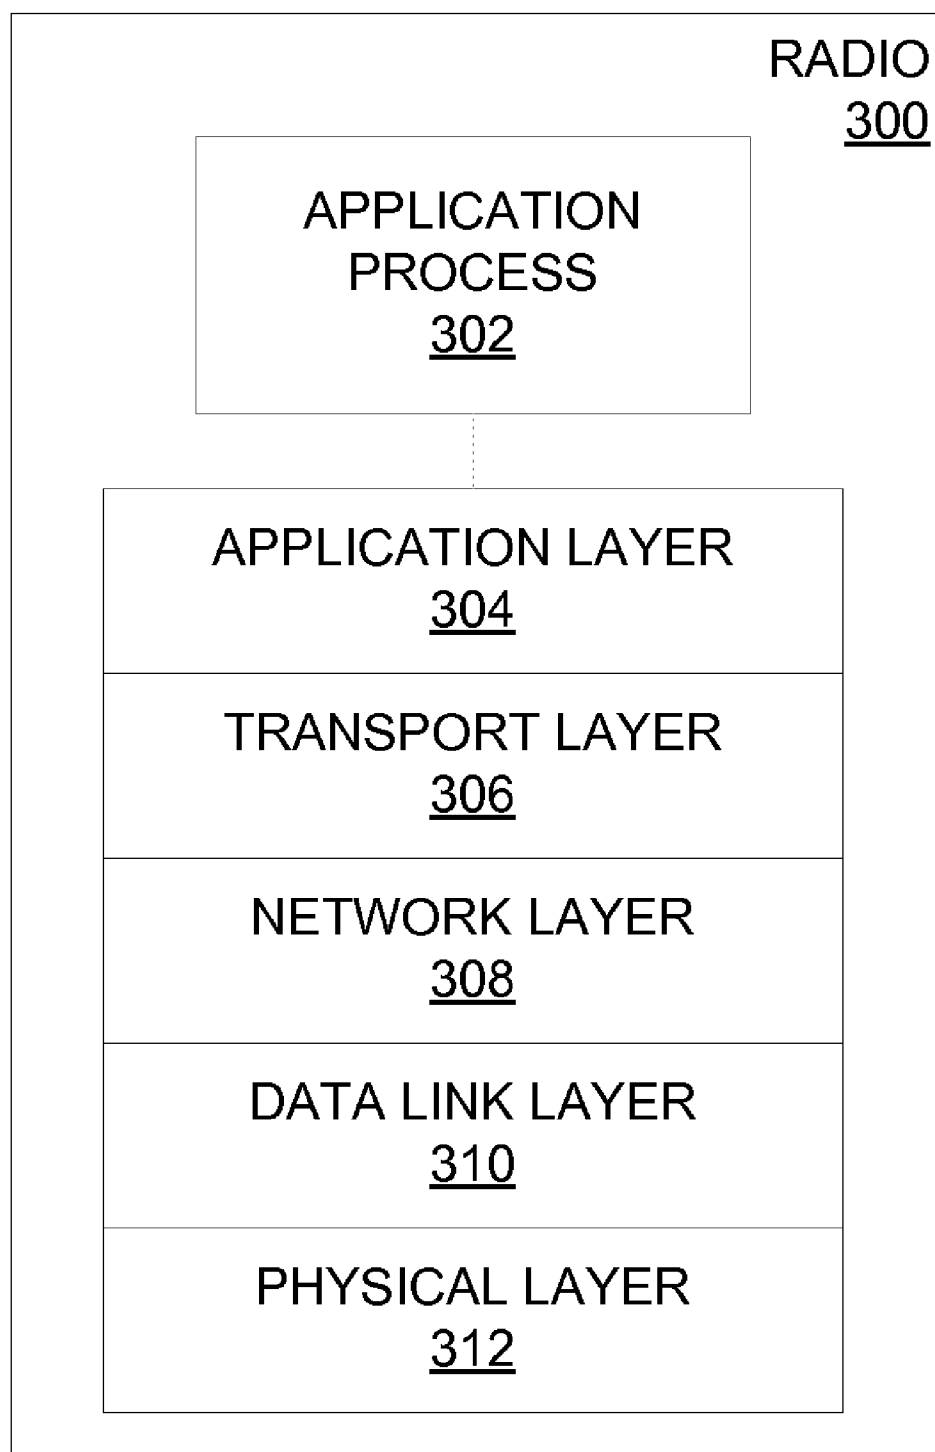 RADIO
300
APPLICATION
PROCESS
302
APPLICATION LAYER
304
TRANSPORT LAYER
306
NETWORK LAYER
308
DATA LINK LAYER
310
PHYSICAL LAYER
312